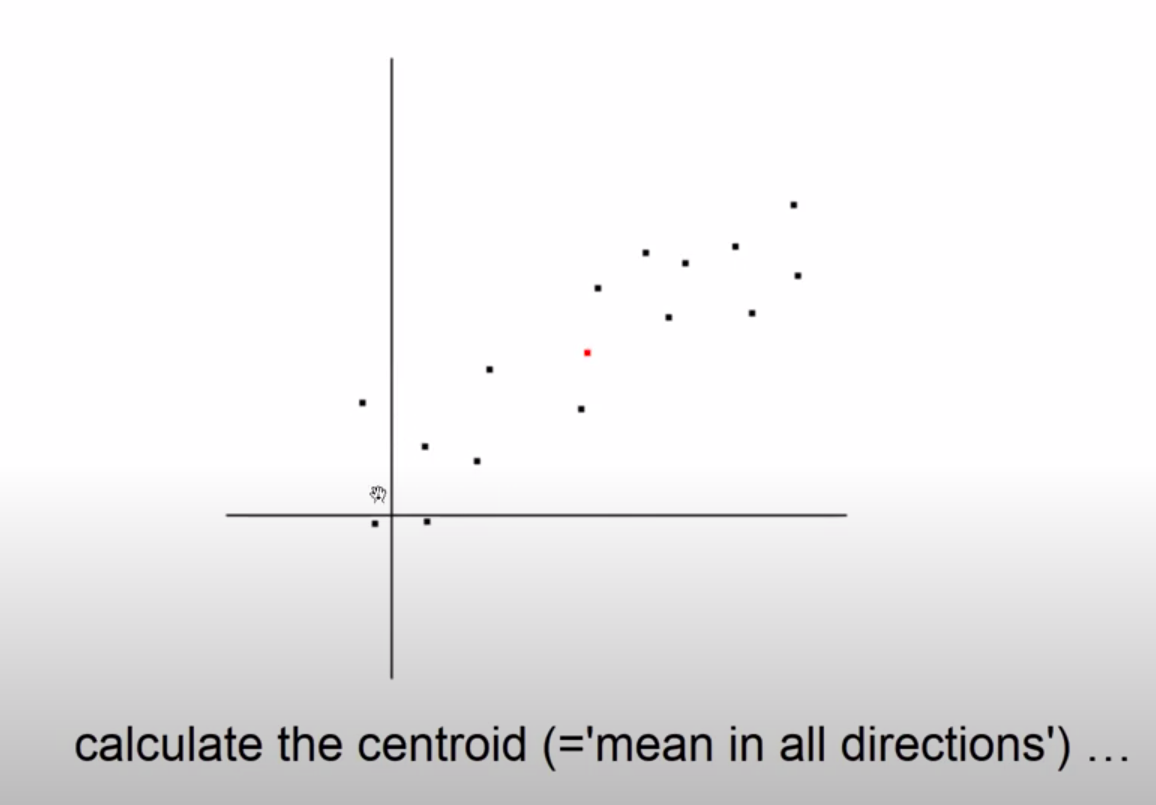 calculate the centroid (='mean in all directions') ...